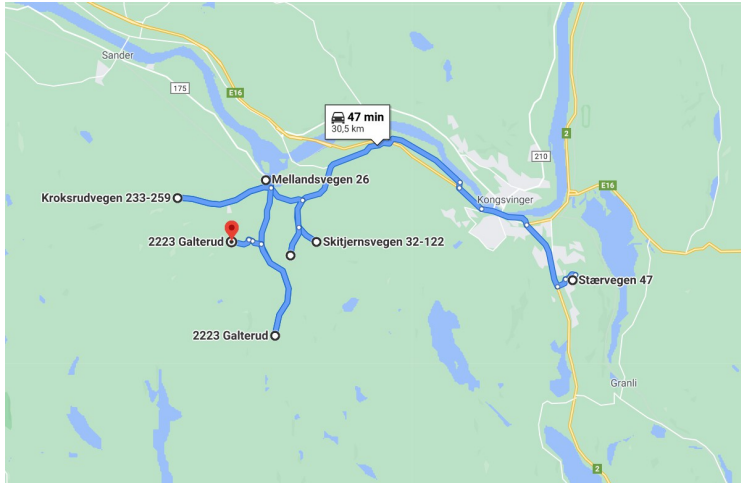 Sander
175
E16
47 min
30,5 km
2
210
Mellandsvegen 26
E16
Kroksrudvegen 233-259
Kongsvinger
2223 Galterud
Skitjernsvegen 32-122
Stærvegen 47
2223 Galterud
Granli
2